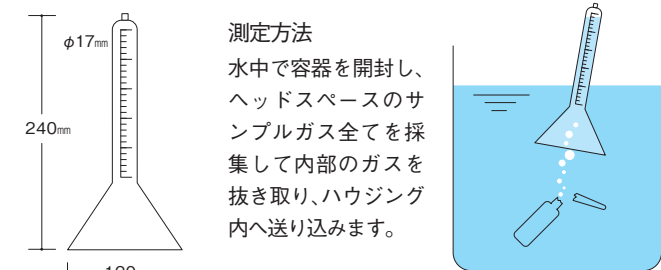 φ17mm
240mm
測定方法
水中で容器を開封し、
ヘッドスペースのサ
ンプルガス全てを採
集して内部のガスを
抜き取り、ハウジング
内へ送り込みます。